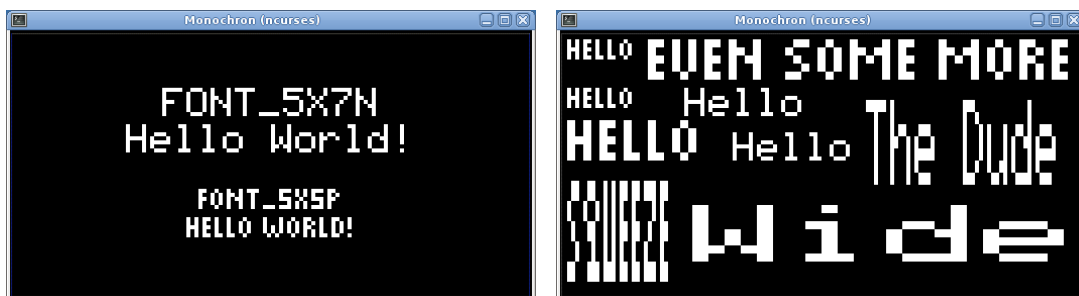 Monochron (ncurses)
FONT_5X7N
Hello World!
FONT_5X5P
HELLO WORLD!
Monochron (ncurses)
HELLO EVEN SOME MORE
HELLO Hello
HELLO Hello The Dude
SQUEEZE Wide